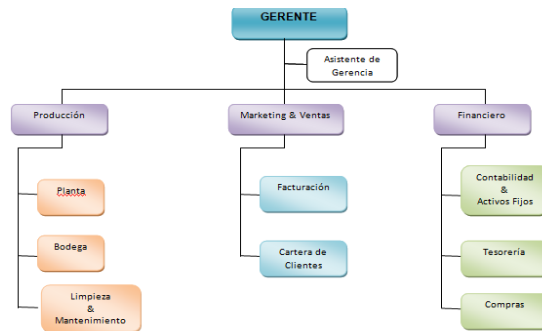 GERENTE
Asistente de
Gerencia
Producción
Marketing & Ventas
Financiero
Planta
Bodega
Limpieza
&
Mantenimiento
Facturación
Cartera de
Clientes
Contabilidad
&
Activos Fijos
Tesorería
Compras